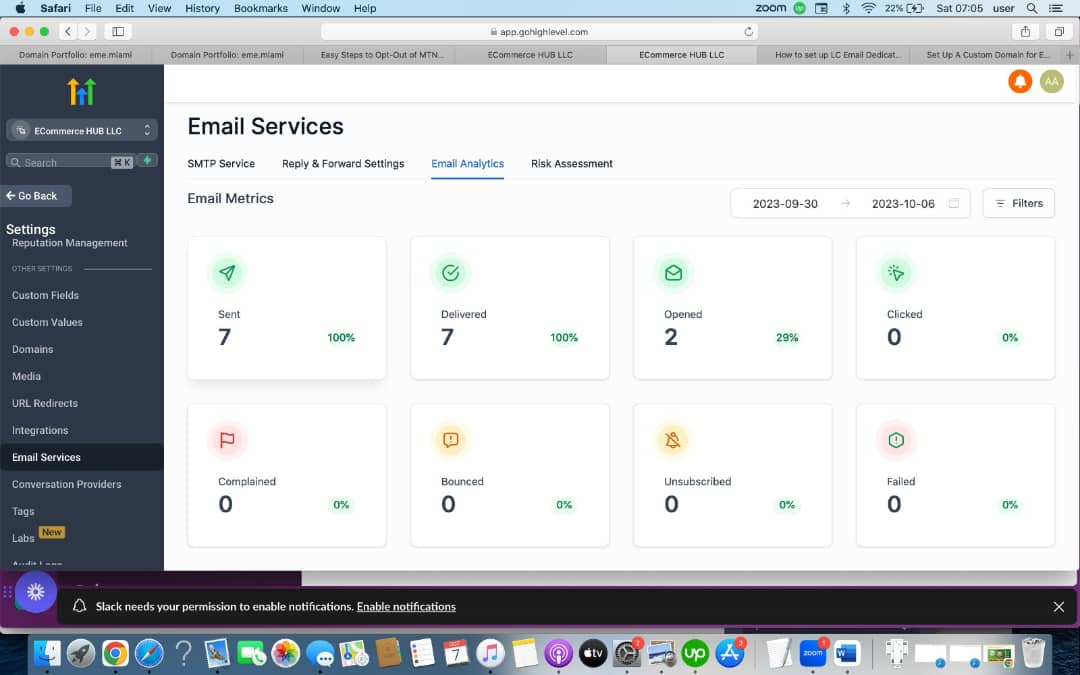 Safari File Edit View History Bookmarks Window Help zoom 22% Sat 07:05 user
app.gohighlevel.com
Domain Portfolio: eme.miami Domain Portfolio: eme.miami Easy Steps to Opt-Out of MTN... ECommerce HUB LLC ECommerce HUB LLC How to set up LC Email Dedicat... Set Up A Custom Domain for E...
AA
ECommerce HUB LLC
Search ⌘ K
Go Back
Settings
Reputation Management
OTHER SETTINGS
Custom Fields
Custom Values
Domains
Media
URL Redirects
Integrations
Email Services
Conversation Providers
Tags
Labs New
Audit Logs
Email Services
SMTP Service Reply & Forward Settings Email Analytics Risk Assessment
Email Metrics
2023-09-30 → 2023-10-06 Filters
Sent
7 100%
Delivered
7 100%
Opened
2 29%
Clicked
0 0%
Complained
0 0%
Bounced
0 0%
Unsubscribed
0 0%
Failed
0 0%
Slack needs your permission to enable notifications. Enable notifications
7 tv 2 up 3 zoom 1 W